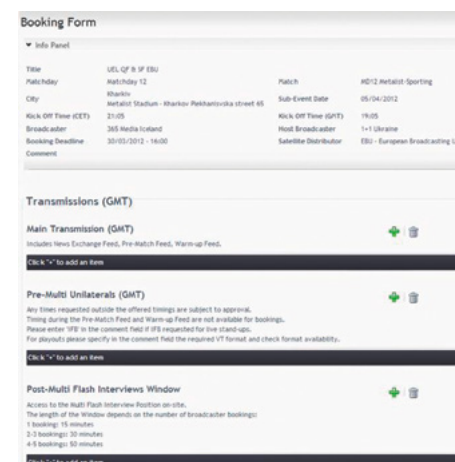 Booking Form
Info Panel
Title UEL QF & SF EBU
Matchday Matchday 12 Match MD12 Metalist-Sporting
City Kharkiv
Metalist Stadium - Kharkov Plekhanivska street 65 Sub-Event Date 05/04/2012
Kick Off Time (CET) 21:05 Kick Off Time (GMT) 19:05
Broadcaster 365 Media Iceland Host Broadcaster 1+1 Ukraine
Booking Deadline 30/03/2012 - 16:00 Satellite Distributor EBU - European Broadcasting U
Comment
Transmissions (GMT)
Main Transmission (GMT)
Includes News Exchange Feed, Pre-Match Feed, Warm-up Feed.
Click "+" to add an item
Pre-Multi Unilaterals (GMT)
Any times requested outside the offered timings are subject to approval.
Timing during the Pre-Match Feed and Warm-up Feed are not available for bookings.
Please enter 'IFB' in the comment field if IFB requested for live stand-ups.
For playouts please specify in the comment field the required VT format and check format availability.
Click "+" to add an item
Post-Multi Flash Interviews Window
Access to the Multi Flash Interview Position on-site.
The length of the Window depends on the number of broadcaster bookings:
1 booking: 15 minutes
2-3 bookings: 30 minutes
4-5 bookings: 50 minutes
Click "+" to add an item